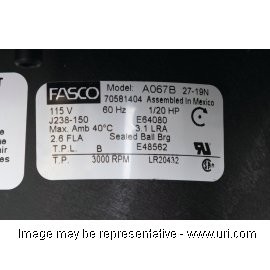 FASCO Model: A067B 27-19N
70581404 Assembled In Mexico
115 V 60 Hz 1/20 HP
J238-150 E64080
Max. Amb 40°C 3.1 LRA
2.6 FLA Sealed Ball Brg
T.P.L. B E48562
T.P. 3000 RPM LR20432
Image may be representative - www.uri.com